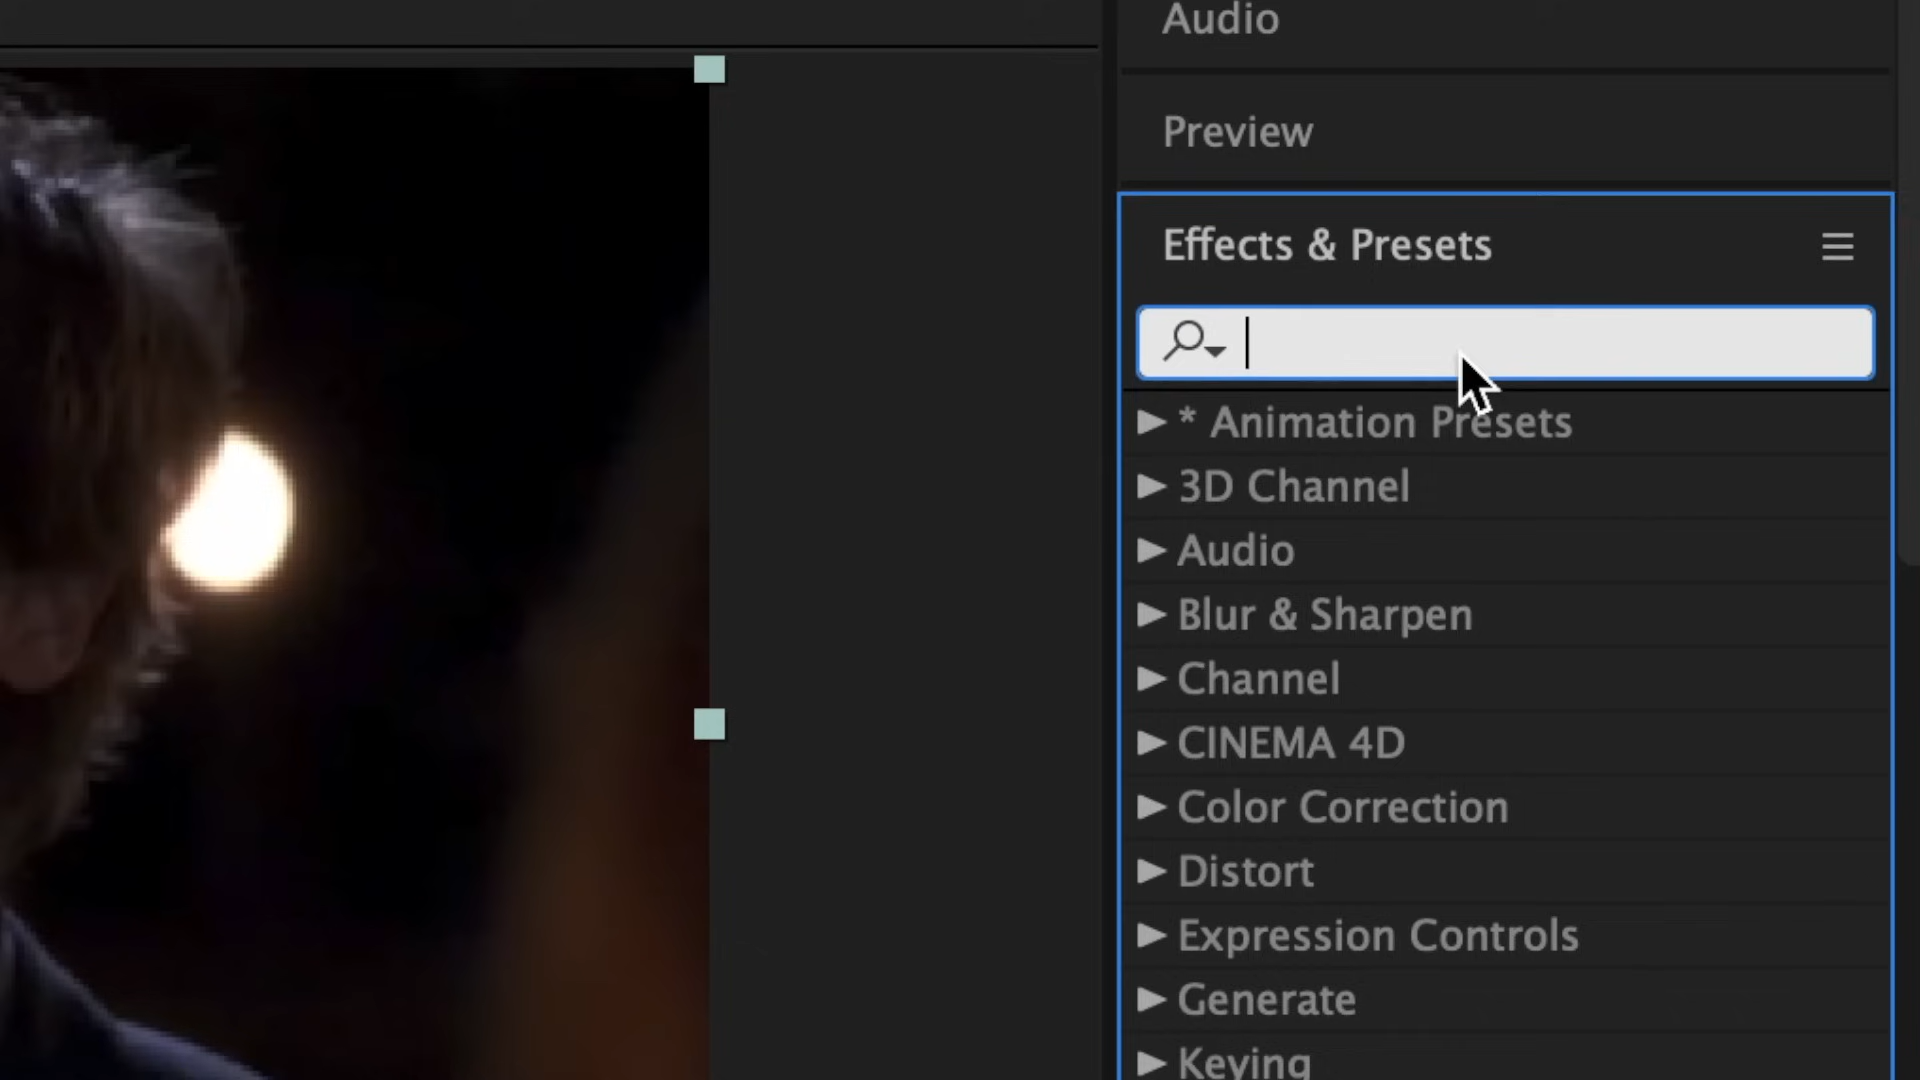 Audio
Preview
Effects & Presets
* Animation Presets
3D Channel
Audio
Blur & Sharpen
Channel
CINEMA 4D
Color Correction
Distort
Expression Controls
Generate
Keying